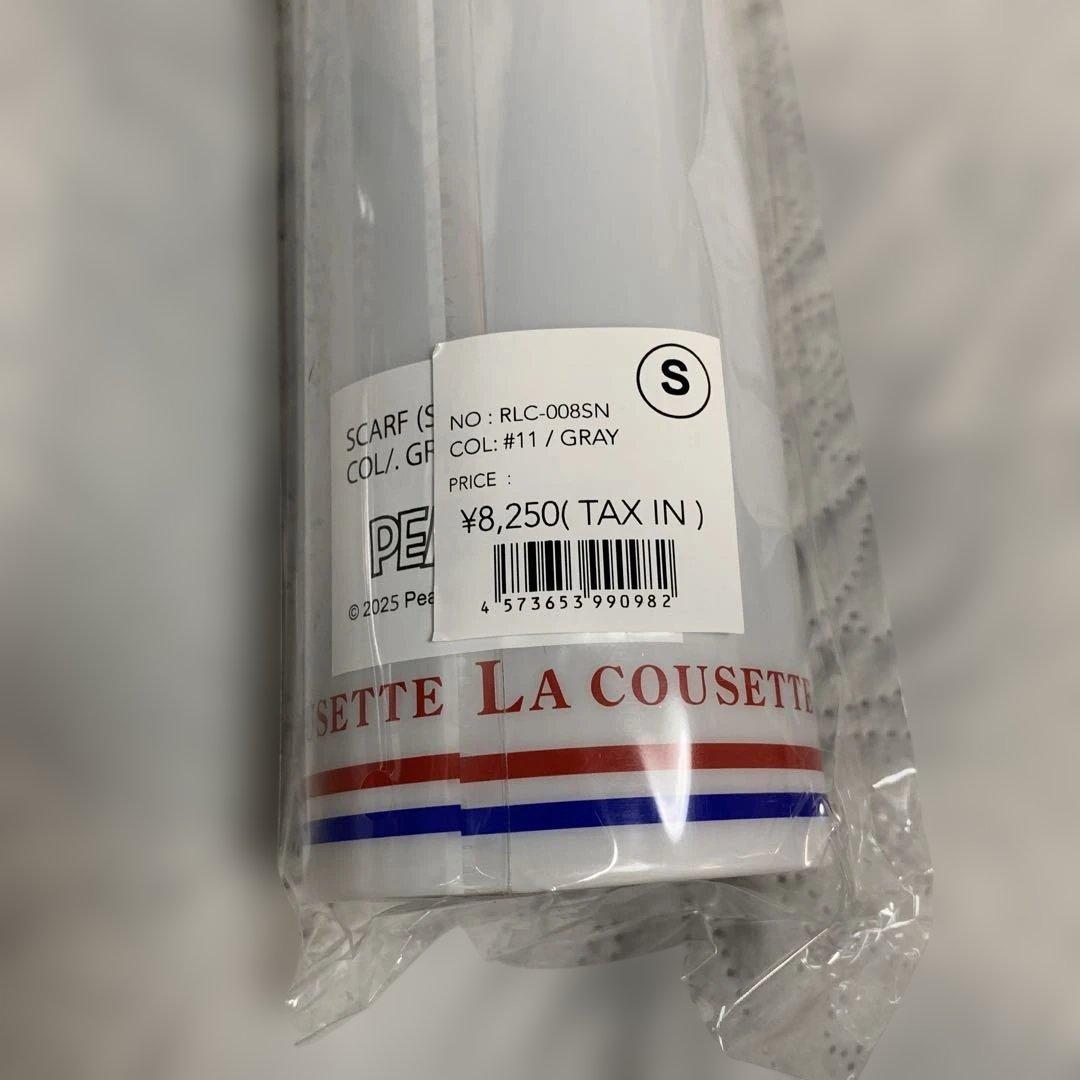 S
NO : RLC-008SN
COL: #11 / GRAY
PRICE :
¥8,250( TAX IN )
4 573653 990982
SCARF (S
COL/. GR
PEA
© 2025 Pea
USETTE LA COUSETTE